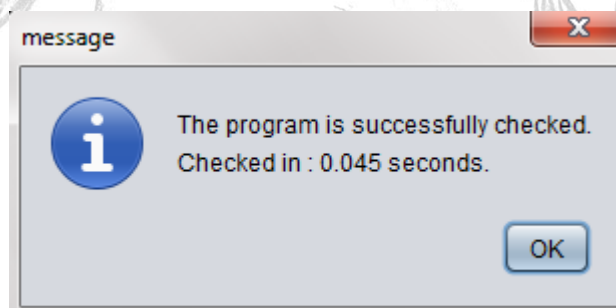 message
The program is successfully checked.
Checked in : 0.045 seconds.
OK